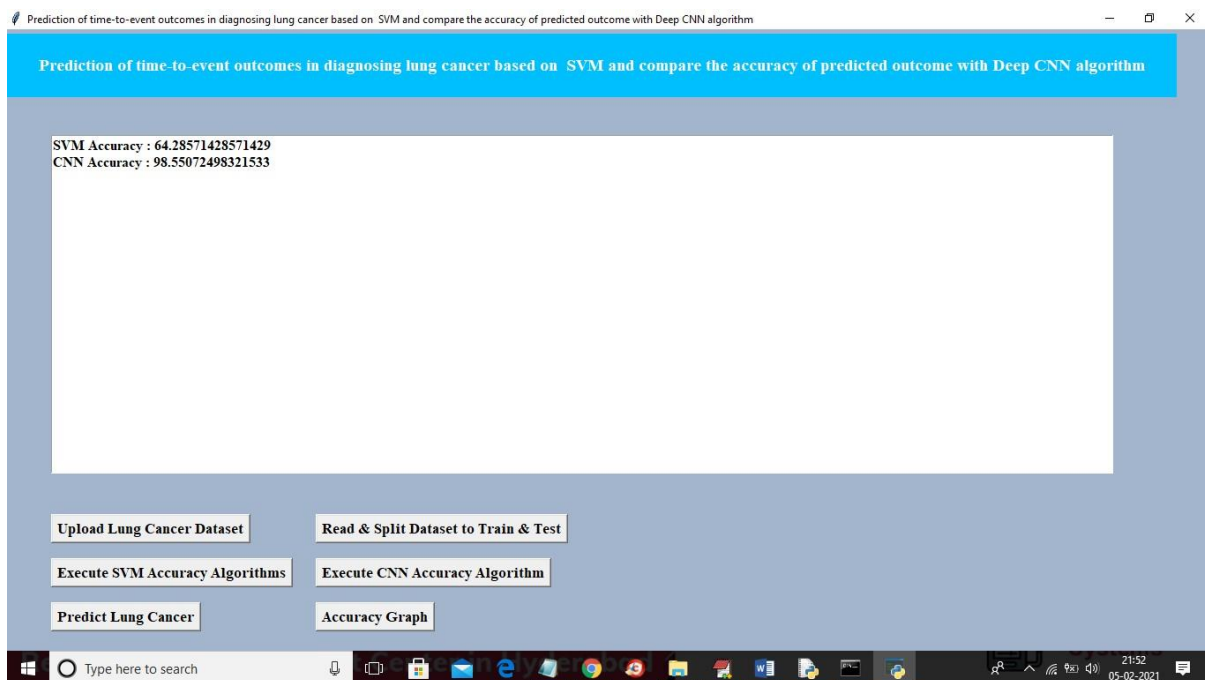 Prediction of time-to-event outcomes in diagnosing lung cancer based on SVM and compare the accuracy of predicted outcome with Deep CNN algorithm
Prediction of time-to-event outcomes in diagnosing lung cancer based on SVM and compare the accuracy of predicted outcome with Deep CNN algorithm
SVM Accuracy : 64.28571428571429
CNN Accuracy : 98.55072498321533
Upload Lung Cancer Dataset
Read & Split Dataset to Train & Test
Execute SVM Accuracy Algorithms
Execute CNN Accuracy Algorithm
Predict Lung Cancer
Accuracy Graph
Type here to search
21:52
05-02-2021